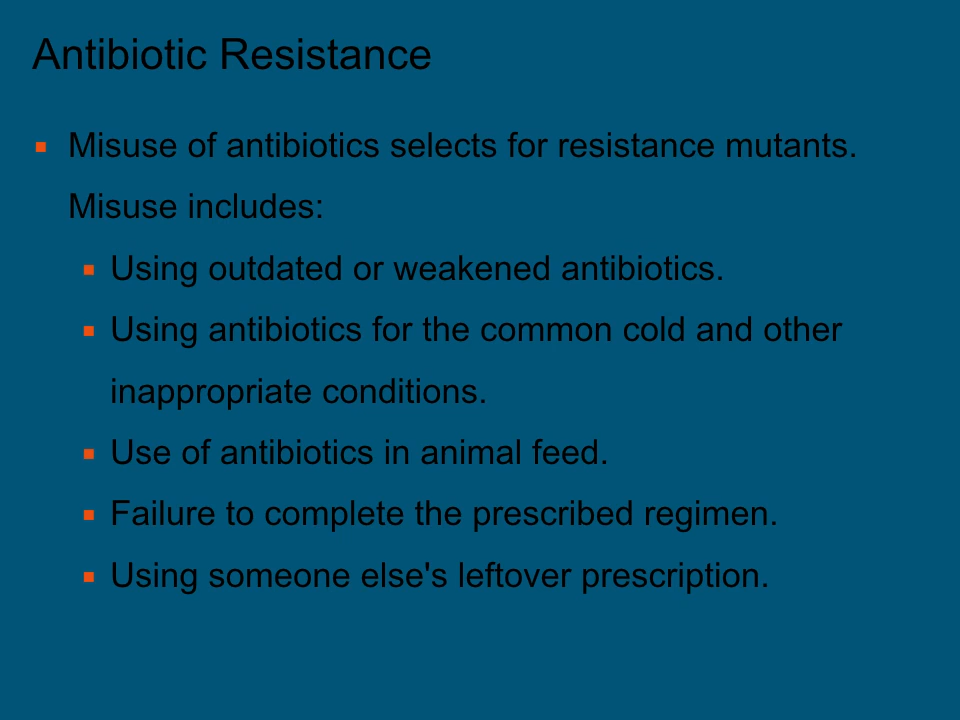 Antibiotic Resistance
Misuse of antibiotics selects for resistance mutants.
Misuse includes:
Using outdated or weakened antibiotics.
Using antibiotics for the common cold and other
inappropriate conditions.
Use of antibiotics in animal feed.
Failure to complete the prescribed regimen.
Using someone else's leftover prescription.